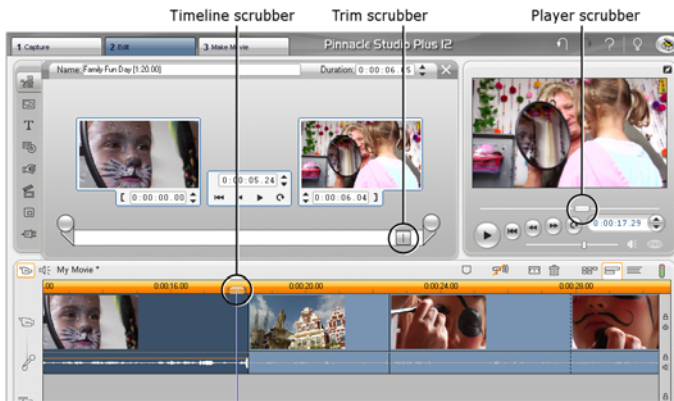 Timeline scrubber
Trim scrubber
Player scrubber
1 Capture
2 Edit
3 Make Movie
Pinnacle Studio Plus 12
Name: Family Fun Day [1:20.00]
Duration: 0:00:06.05
T
0:00:05.24
[ 0:00:00.00
0:00:06.04 ]
0:00:17.29
My Movie *
.00
0:00:16.00
0:00:20.00
0:00:24.00
0:00:28.00